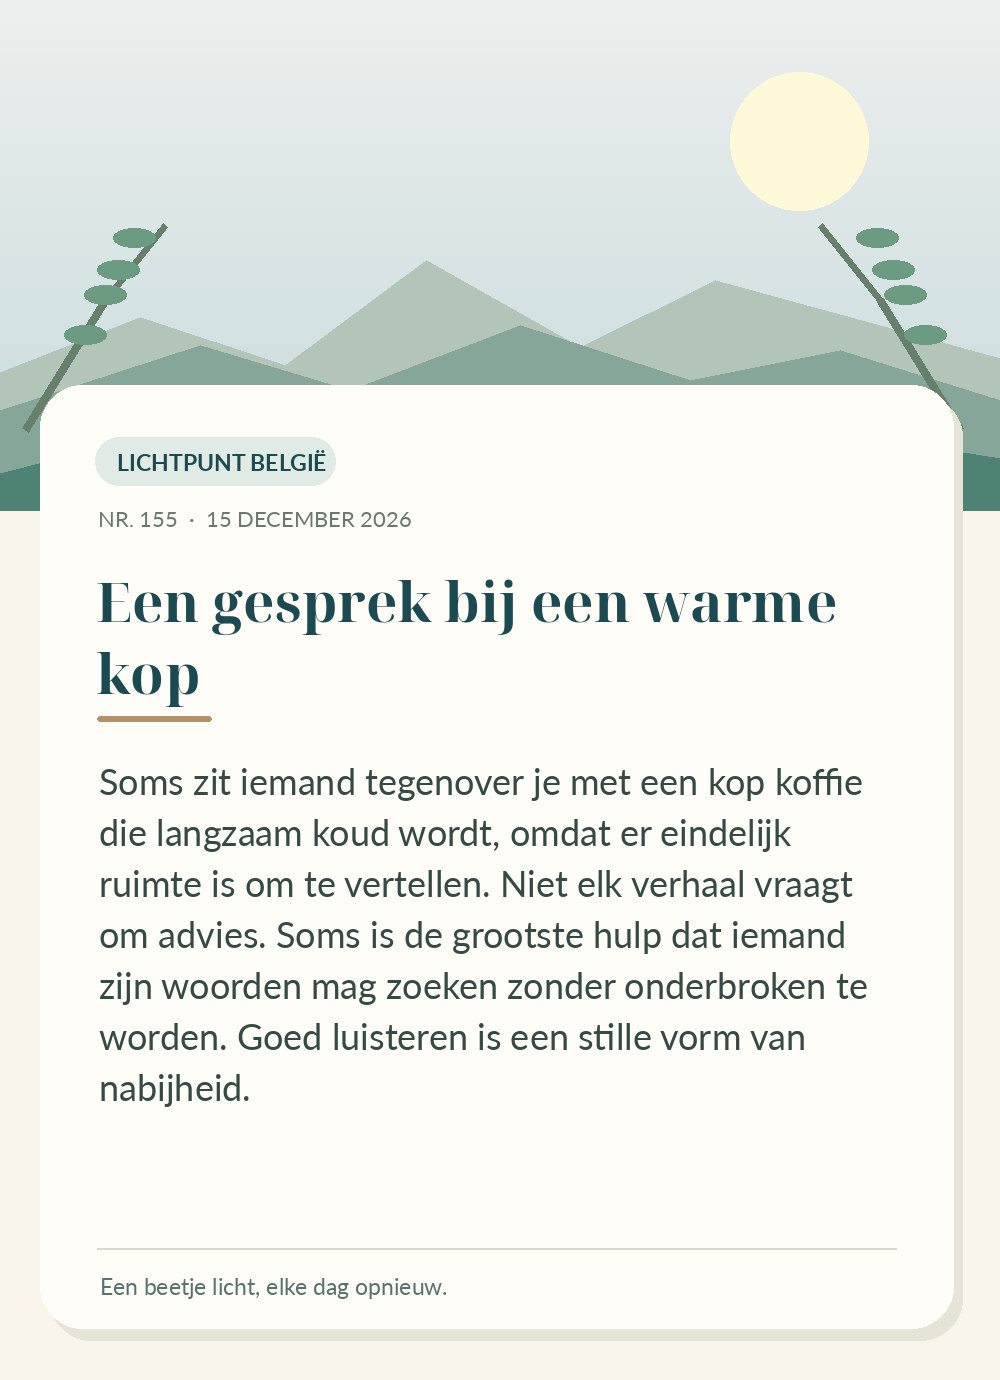 LICHTPUNT BELGIË
NR. 155 · 15 DECEMBER 2026
Een gesprek bij een warme
kop
Soms zit iemand tegenover je met een kop koffie
die langzaam koud wordt, omdat er eindelijk
ruimte is om te vertellen. Niet elk verhaal vraagt
om advies. Soms is de grootste hulp dat iemand
zijn woorden mag zoeken zonder onderbroken te
worden. Goed luisteren is een stille vorm van
nabijheid.
Een beetje licht, elke dag opnieuw.